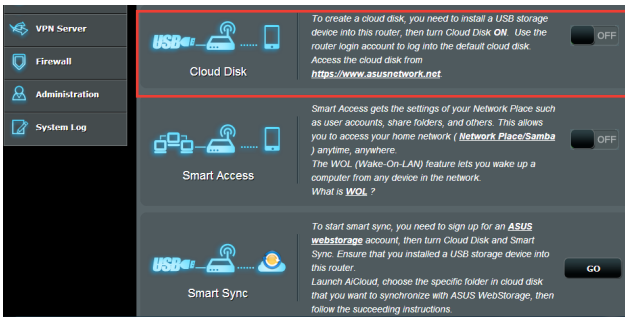 VPN Server
Firewall
Administration
System Log
USB
Cloud Disk
To create a cloud disk, you need to install a USB storage
device into this router, then turn Cloud Disk ON. Use the
router login account to log into the default cloud disk.
Access the cloud disk from
https://www.asusnetwork.net.
OFF
Smart Access
Smart Access gets the settings of your Network Place such
as user accounts, share folders, and others. This allows
you to access your home network ( Network Place/Samba
) anytime, anywhere.
The WOL (Wake-On-LAN) feature lets you wake up a
computer from any device in the network.
What is WOL ?
OFF
USB
Smart Sync
To start smart sync, you need to sign up for an ASUS
webstorage account, then turn Cloud Disk and Smart
Sync. Ensure that you installed a USB storage device into
this router.
Launch AiCloud, choose the specific folder in cloud disk
that you want to synchronize with ASUS WebStorage, then
follow the succeeding instructions.
GO